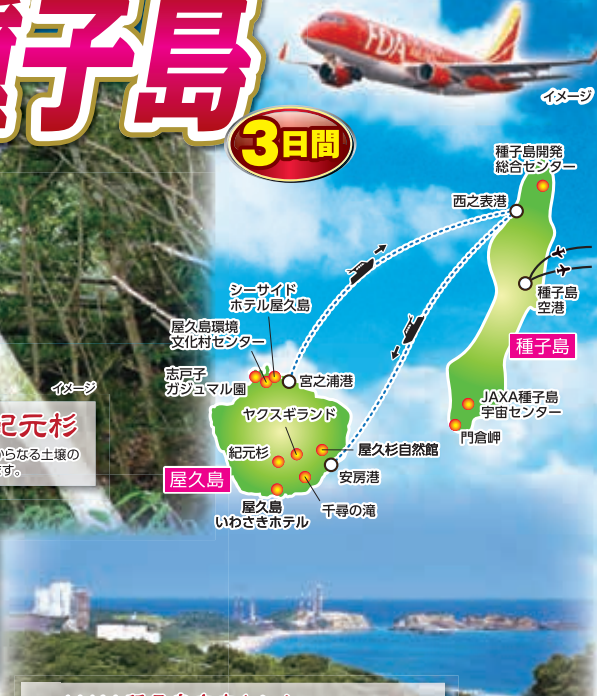 種子島
FDA
イメージ
3日間
種子島開発
総合センター
西之表港
種子島
空港
種子島
シーサイド
ホテル屋久島
屋久島環境
文化村センター
志戸子
ガジュマル園
宮之浦港
JAXA種子島
宇宙センター
門倉岬
ヤクスギランド
紀元杉
屋久杉自然館
安房港
屋久島
屋久島
いわさきホテル
千尋の滝
イメージ
紀元杉
からなる土壌の
ます。